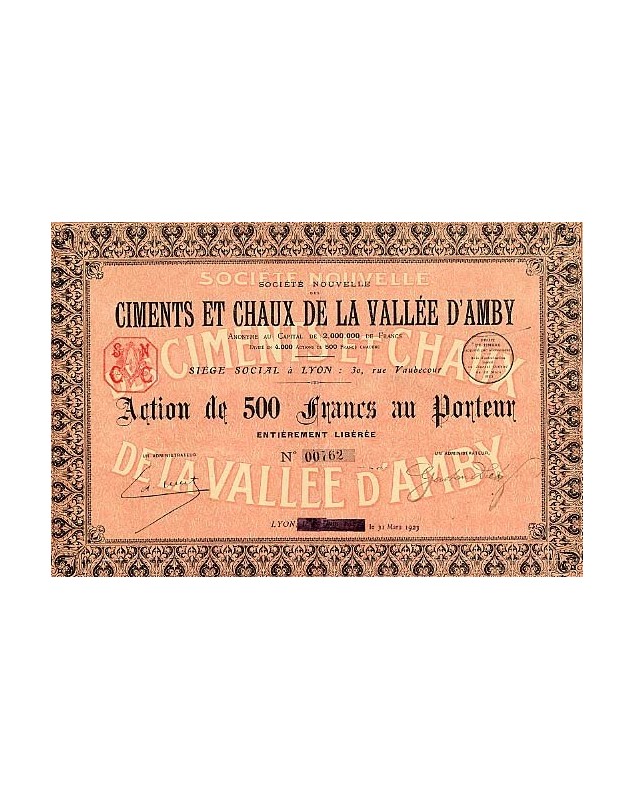 SOCIÉTÉ NOUVELLE
SOCIÉTÉ NOUVELLE
DES
CIMENTS ET CHAUX DE LA VALLÉE D'AMBY
ANONYME AU CAPITAL DE 2.000.000 DE FRANCS
DIVISÉ EN 4.000 ACTIONS DE 500 FRANCS CHACUNE
CIMENTS ET CHAUX
S N
C C
SIÈGE SOCIAL à LYON : 30, rue Vaubecour
Action de 500 Francs au Porteur
ENTIÈREMENT LIBÉRÉE
N° 00762
UN ADMINISTRATEUR
UN ADMINISTRATEUR,
DE LA VALLÉE D'AMBY
LYON, le 31 Mars 1923